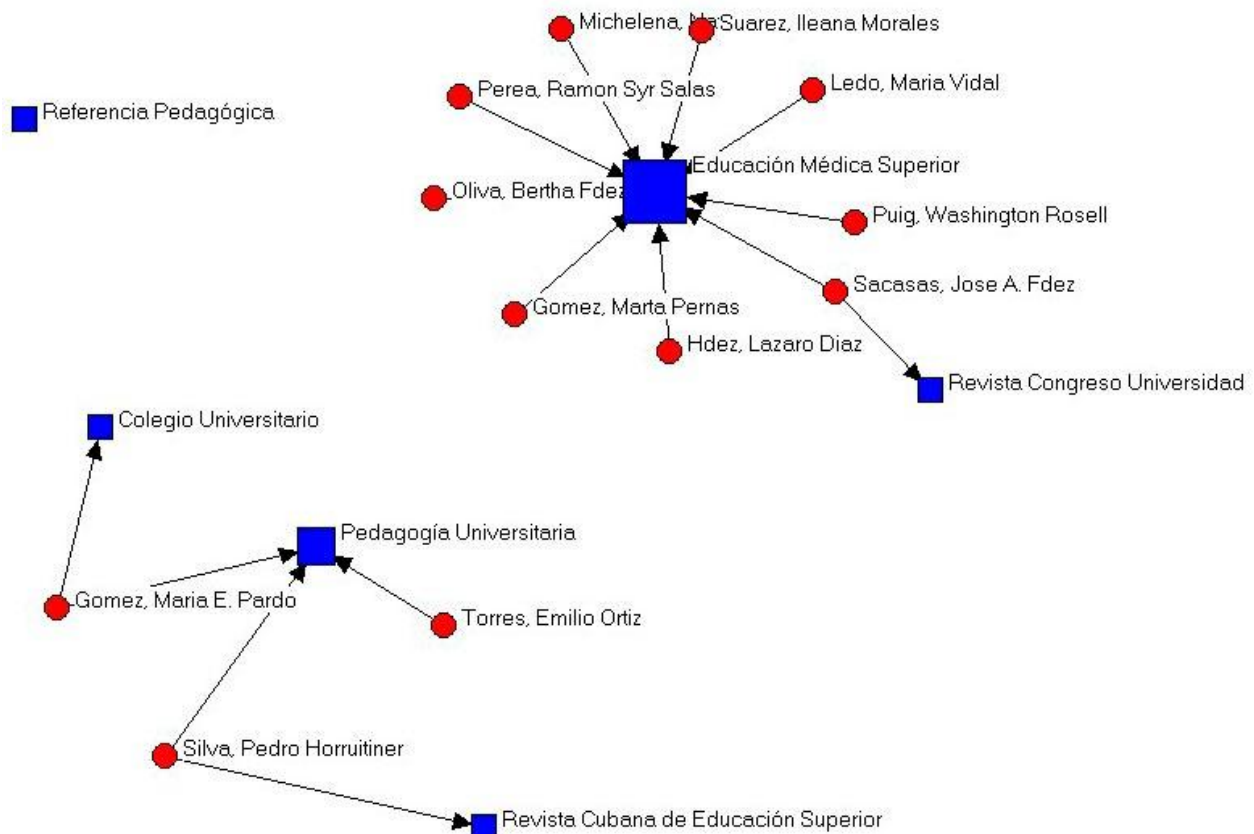 Michelena,
Suarez, Ileana Morales
Perea, Ramon Syr Salas
Ledo, Maria Vidal
Referencia Pedagógica
Educación Médica Superior
Oliva, Bertha Fdez
Puig, Washington Rosell
Sacasas, Jose A. Fdez
Gomez, Marta Pernas
Hdez, Lazaro Diaz
Revista Congreso Universidad
Colegio Universitario
Pedagogía Universitaria
Gomez, Maria E. Pardo
Torres, Emilio Ortiz
Silva, Pedro Horruitiner
Revista Cubana de Educación Superior